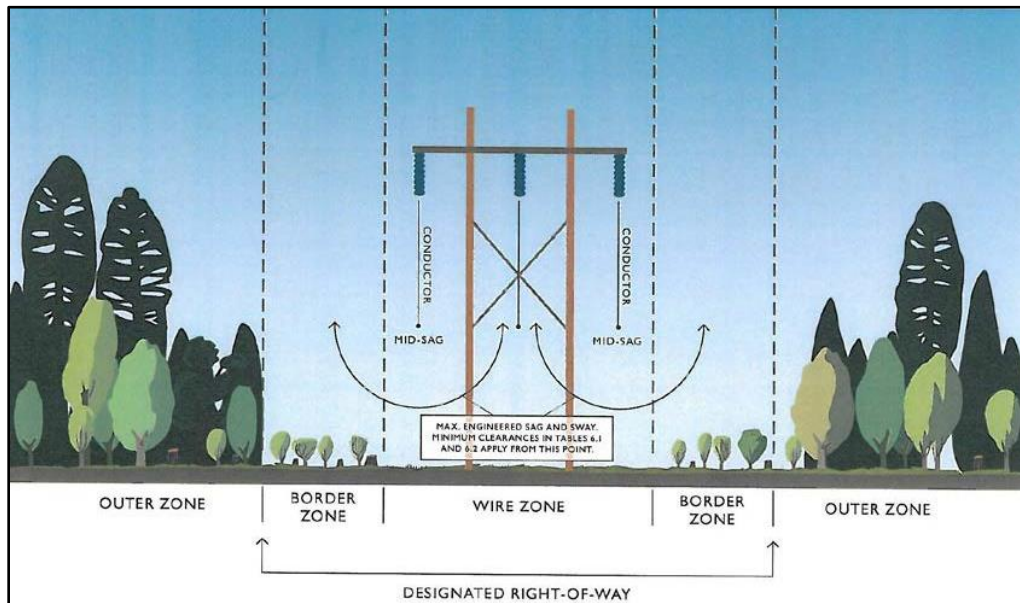 CONDUCTOR
CONDUCTOR
MID-SAG
MID-SAG
MAX. ENGINEERED SAG AND SWAY.
MINIMUM CLEARANCES IN TABLES 6.1
AND 6.2 APPLY FROM THIS POINT.
OUTER ZONE
BORDER
ZONE
WIRE ZONE
BORDER
ZONE
OUTER ZONE
DESIGNATED RIGHT-OF-WAY